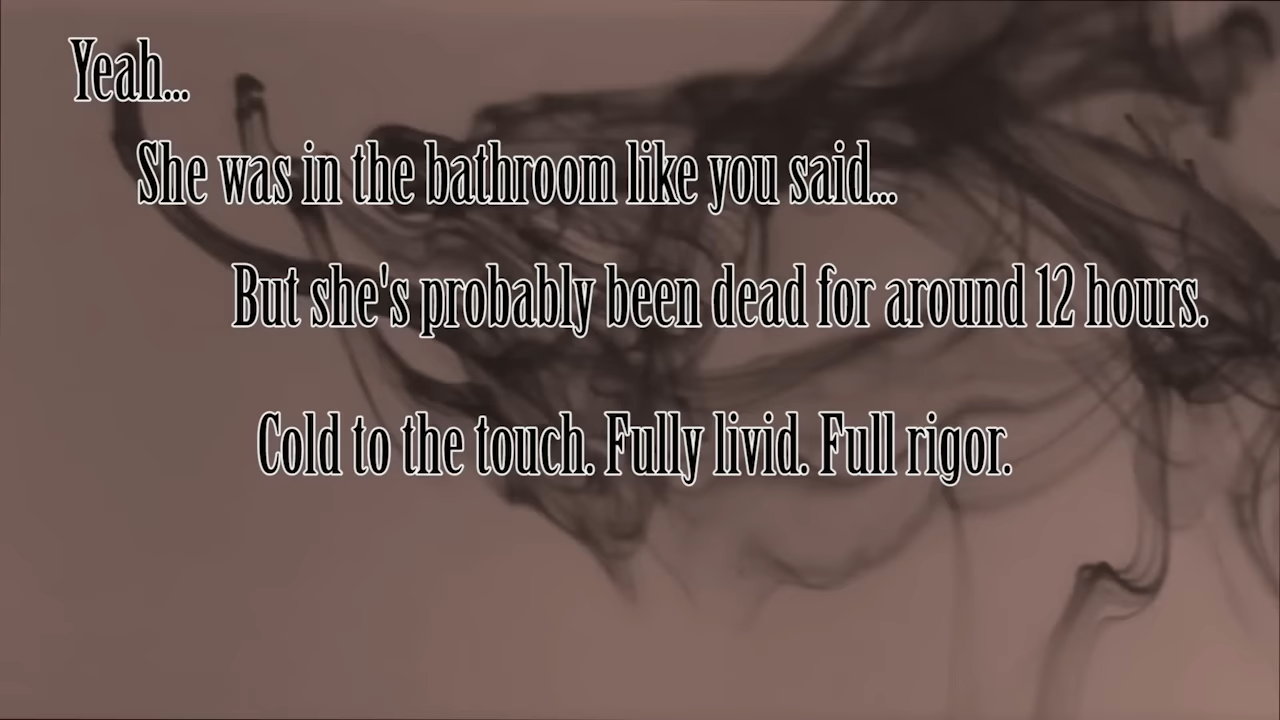 Yeah...
She was in the bathroom like you said...
But she's probably been dead for around 12 hours.
Cold to the touch. Fully livid. Full rigor.